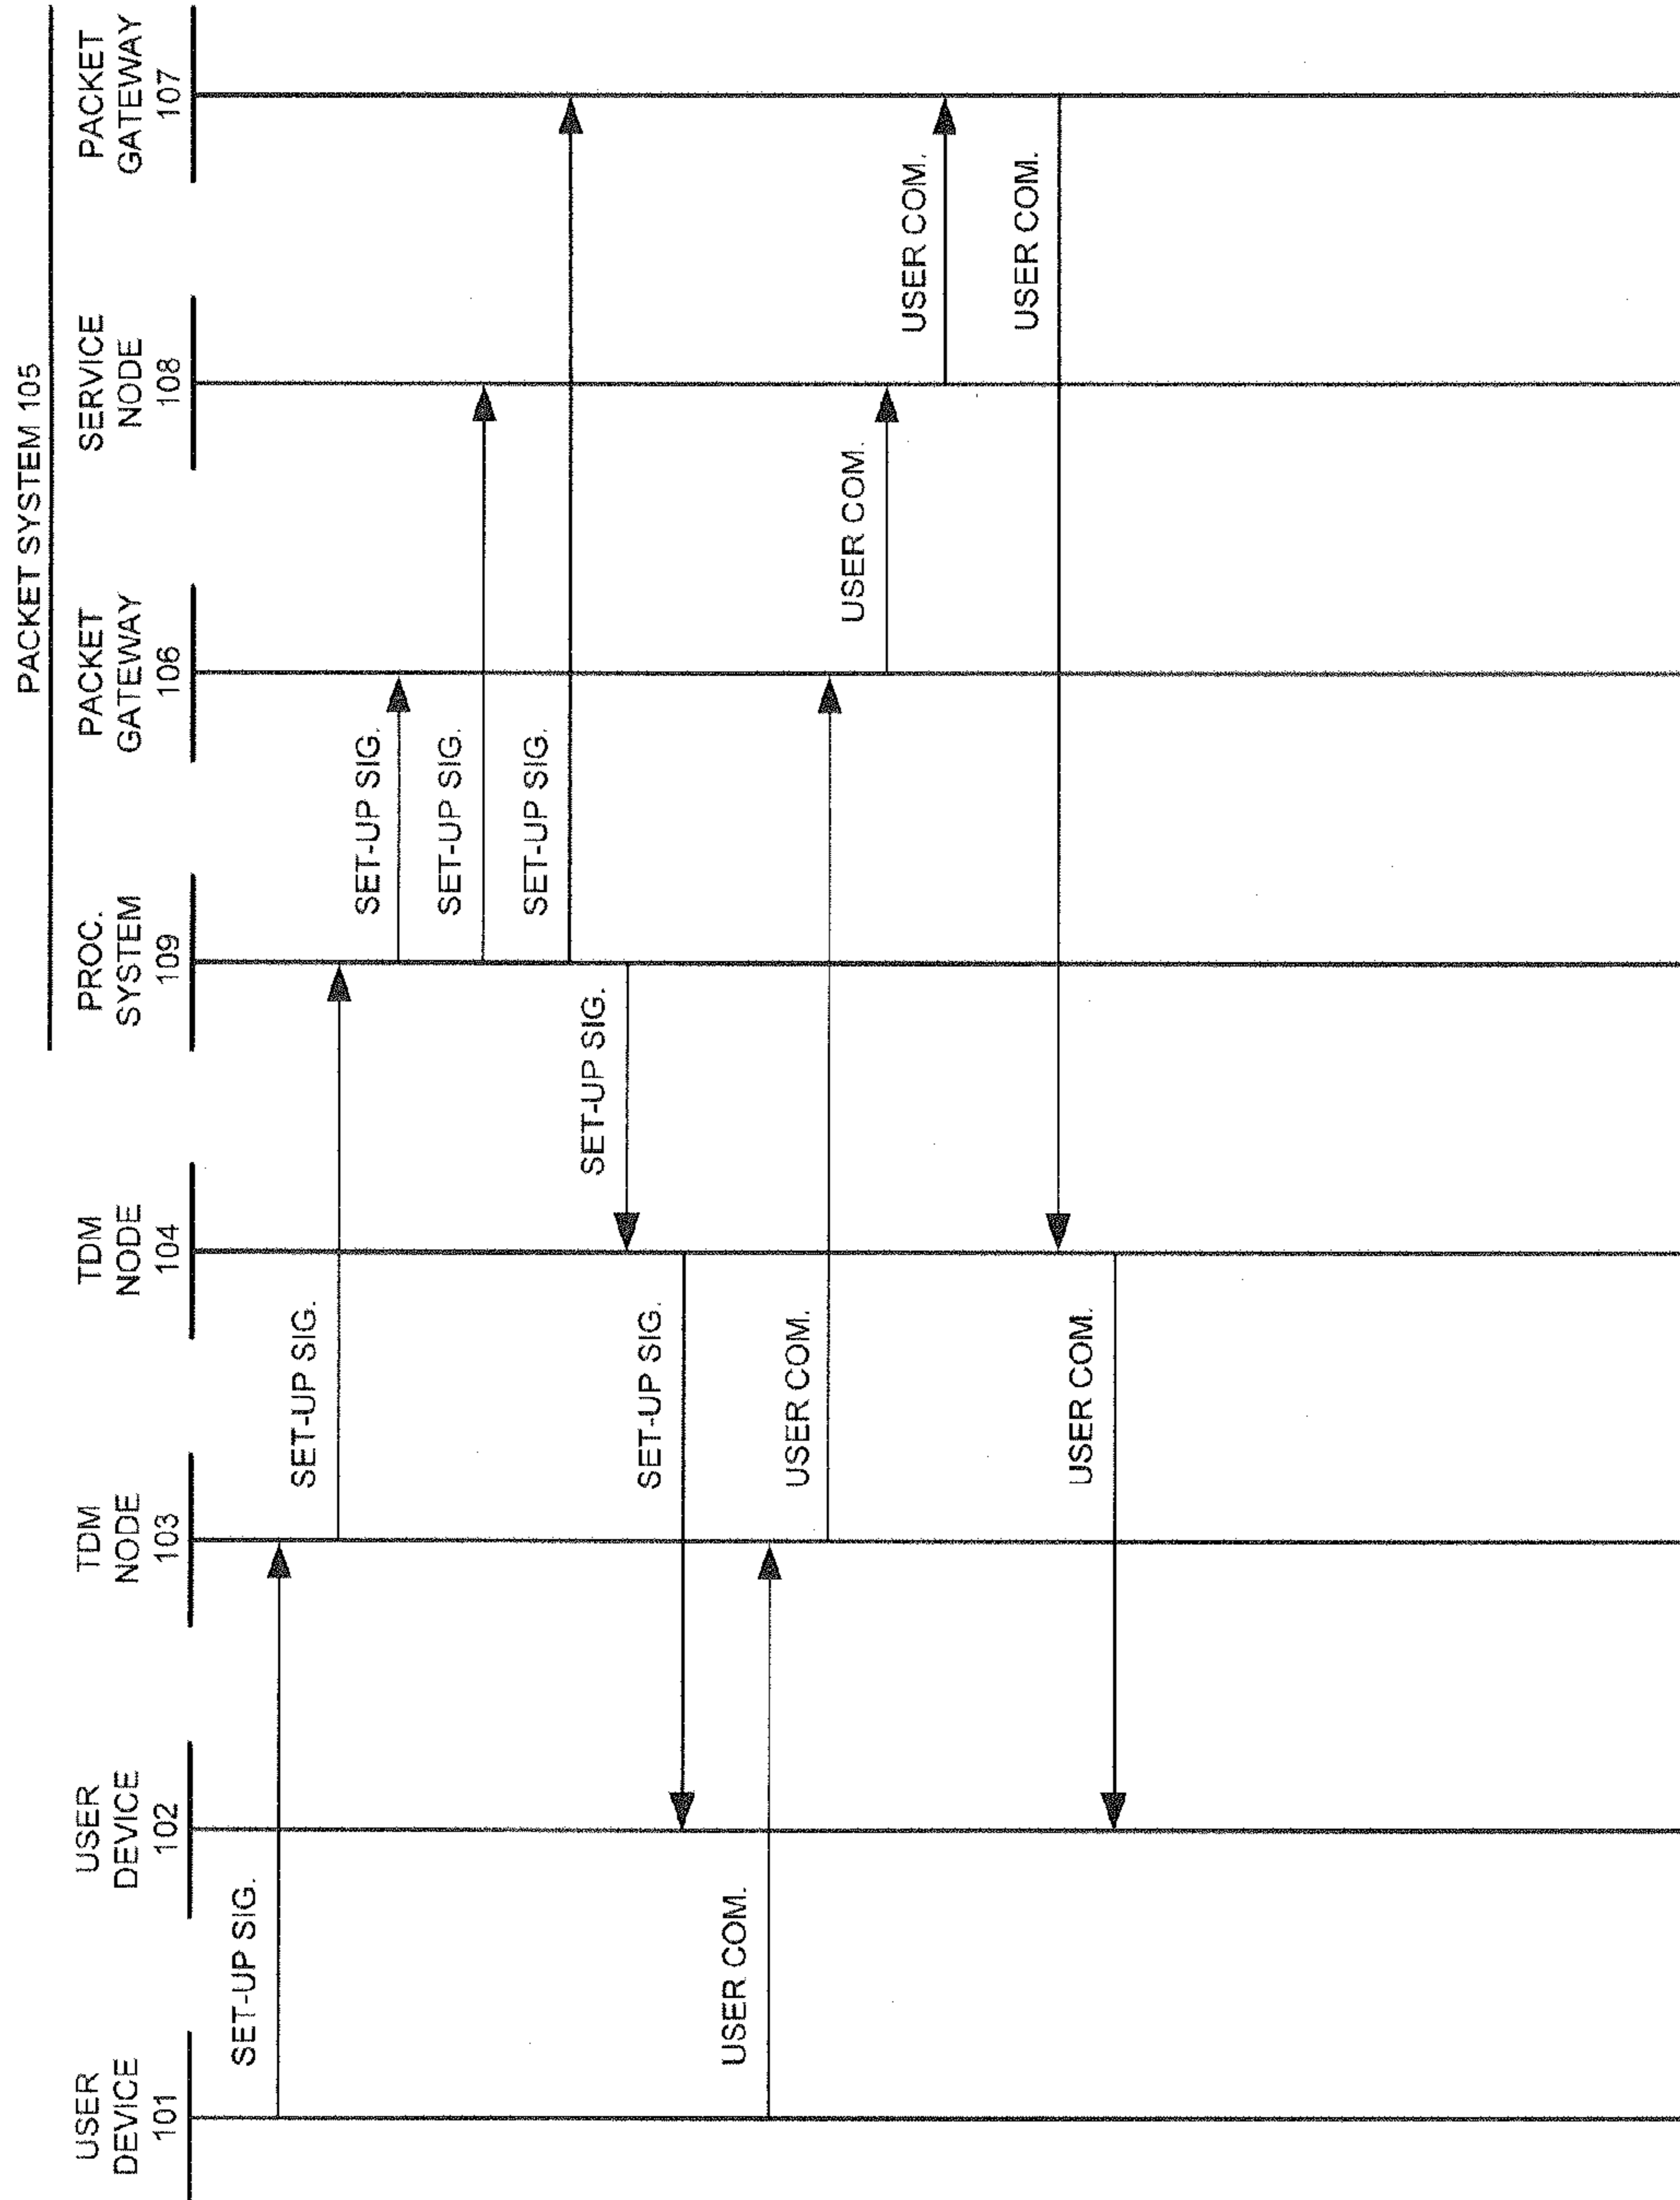 PACKET SYSTEM 105
USER
DEVICE
101
USER
DEVICE
102
TDM
NODE
103
TDM
NODE
104
PROC.
SYSTEM
109
PACKET
GATEWAY
106
SERVICE
NODE
108
PACKET
GATEWAY
107
SET-UP SIG.
SET-UP SIG.
SET-UP SIG.
SET-UP SIG.
SET-UP SIG.
SET-UP SIG.
SET-UP SIG.
USER COM.
USER COM.
USER COM.
USER COM.
USER COM.
USER COM.